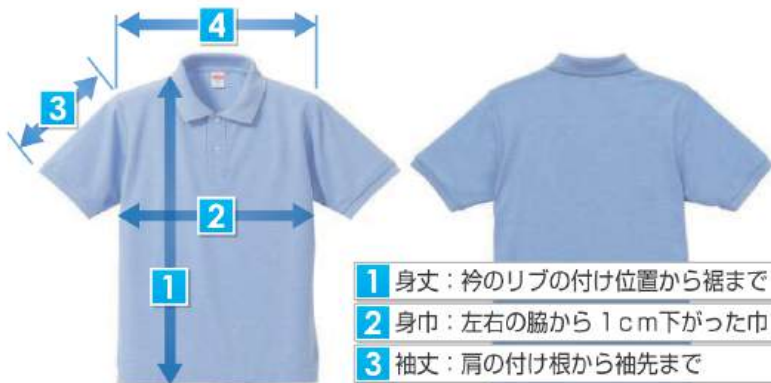 4
3
2
1
1 身丈：衿のリブの付け位置から裾まで
2 身巾：左右の脇から1cm下がった巾
3 袖丈：肩の付け根から袖先まで